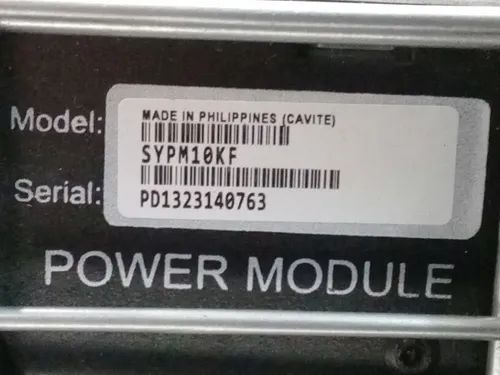 MADE IN PHILIPPINES (CAVITE)
Model:
SYPM10KF
Serial:
PD1323140763
POWER MODULE